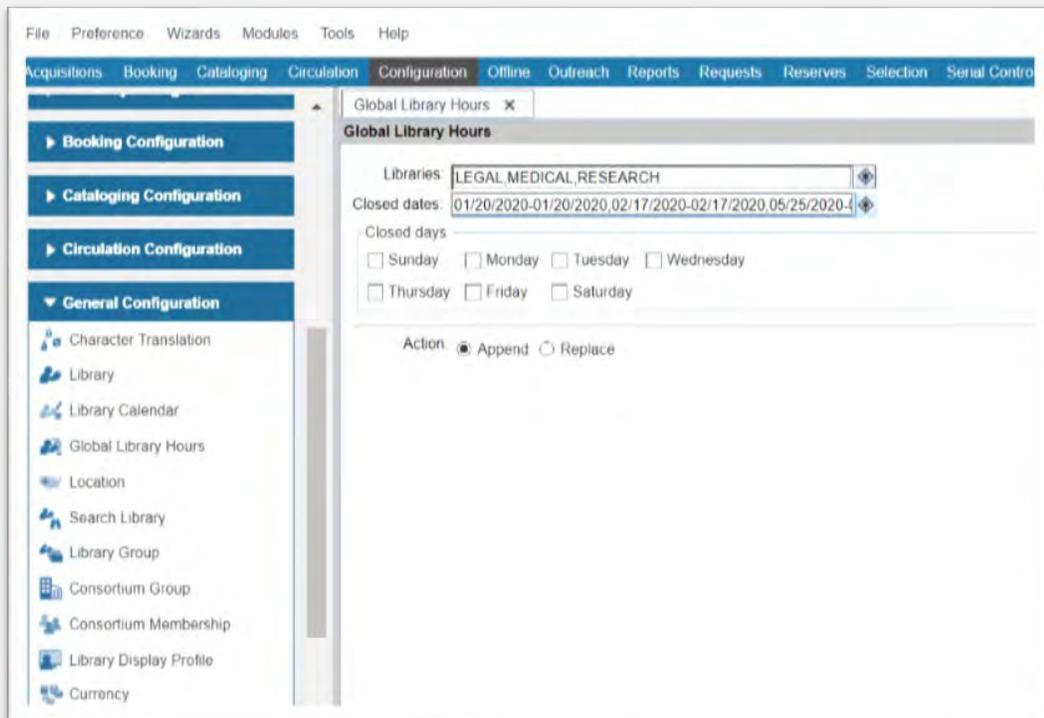 File Preference Wizards Modules Tools Help
Acquisitions Booking Cataloging Circulation Configuration Offline Outreach Reports Requests Reserves Selection Serial Contro
Global Library Hours X
Global Library Hours
Booking Configuration
Cataloging Configuration
Circulation Configuration
General Configuration
Character Translation
Library
Library Calendar
Global Library Hours
Location
Search Library
Library Group
Consortium Group
Consortium Membership
Library Display Profile
Currency
Libraries: LEGAL,MEDICAL,RESEARCH
Closed dates: 01/20/2020-01/20/2020,02/17/2020-02/17/2020,05/25/2020-
Closed days
Sunday Monday Tuesday Wednesday
Thursday Friday Saturday
Action: Append Replace